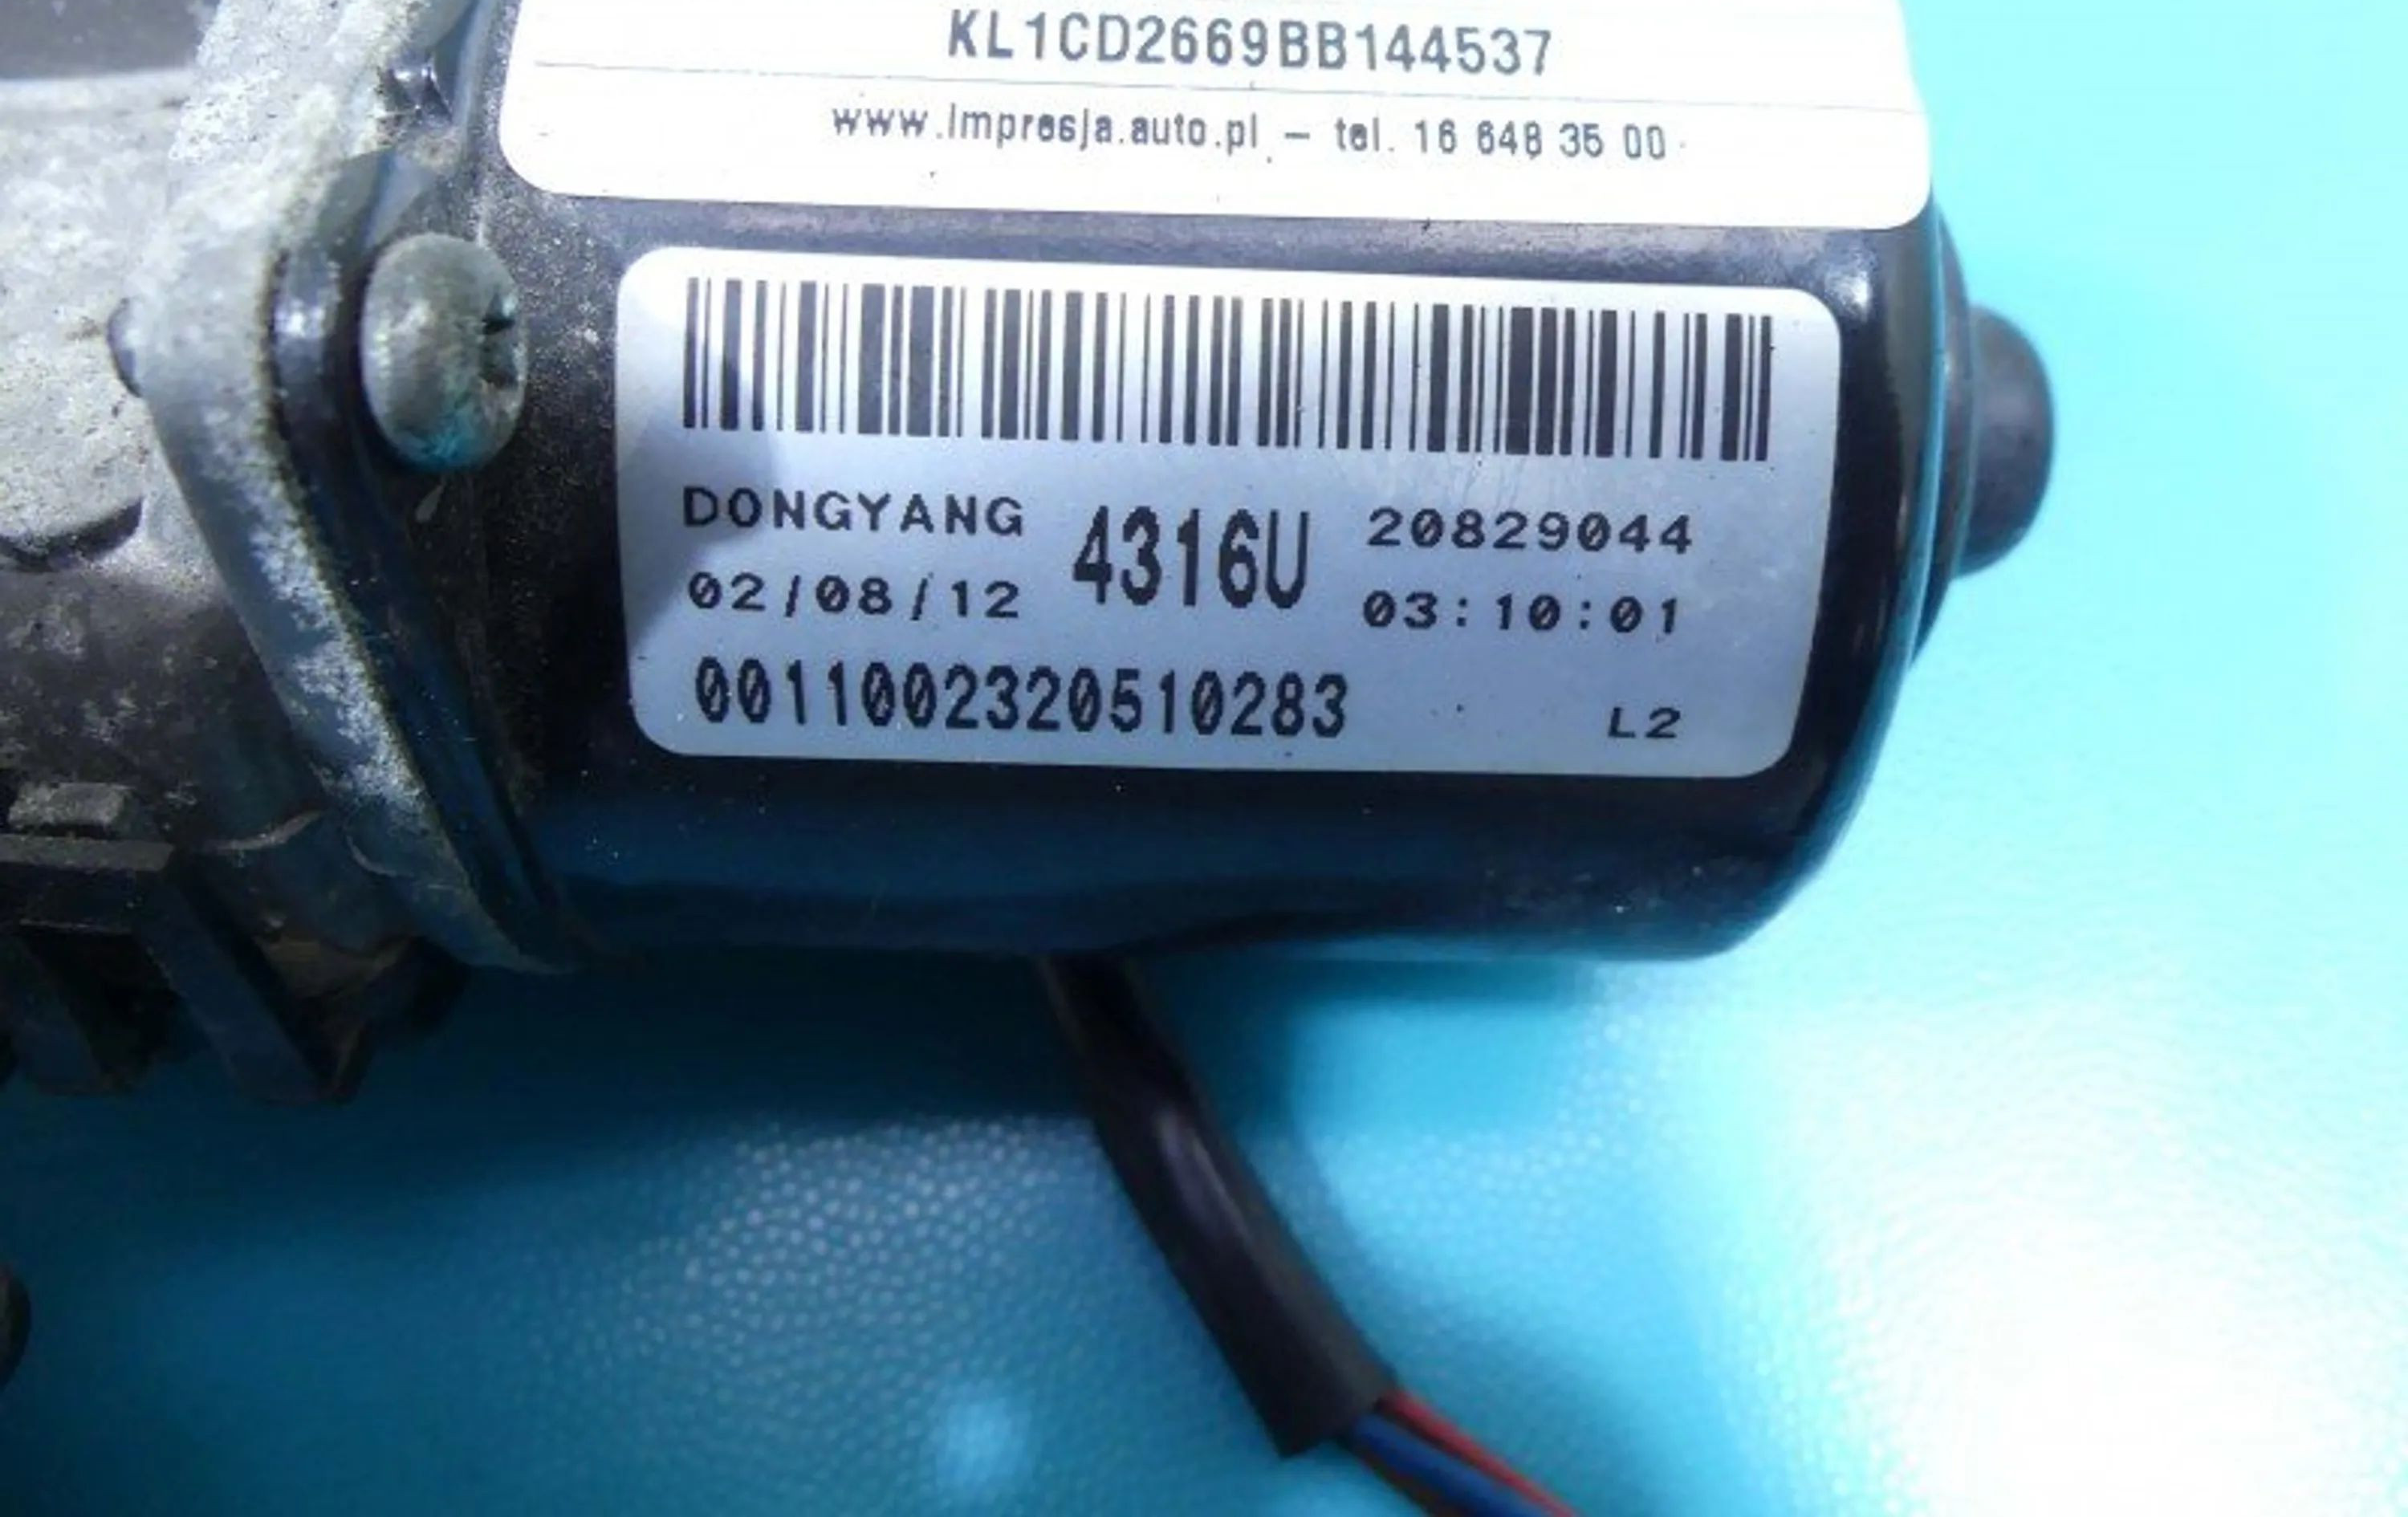 KL1CD2669BB144537
www.Impresja.auto.pl – tel. 16 648 35 00
DONGYANG 4316U 20829044
02/08/12 03:10:01
0011002320510283 L2